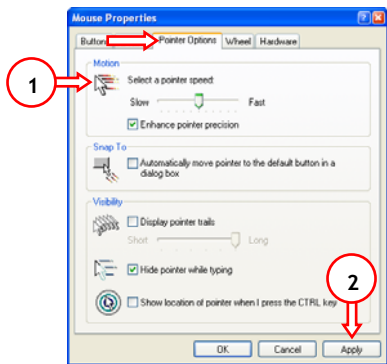 Mouse Properties
Button Pointer Options Wheel Hardware
Motion
1
Select a pointer speed:
Slow Fast
Enhance pointer precision
Snap To
Automatically move pointer to the default button in a
dialog box
Visibility
Display pointer trails
Short Long
Hide pointer while typing
2
Show location of pointer when I press the CTRL key
OK Cancel Apply